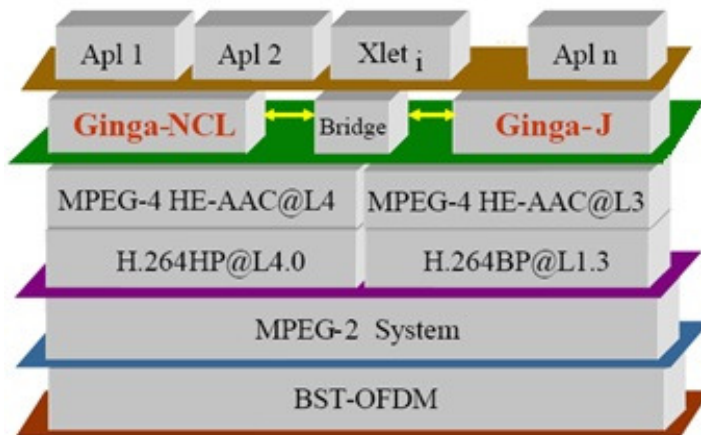 Apl 1 Apl 2 Xlet i Apl n
Ginga-NCL Bridge Ginga-J
MPEG-4 HE-AAC@L4 MPEG-4 HE-AAC@L3
H.264HP@L4.0 H.264BP@L1.3
MPEG-2 System
BST-OFDM